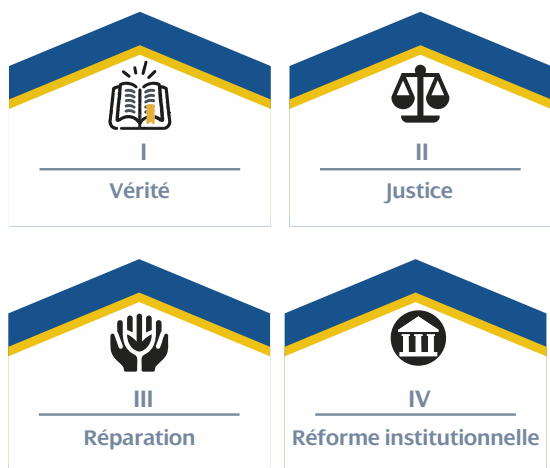 I
Vérité
II
Justice
III
Réparation
IV
Réforme institutionnelle